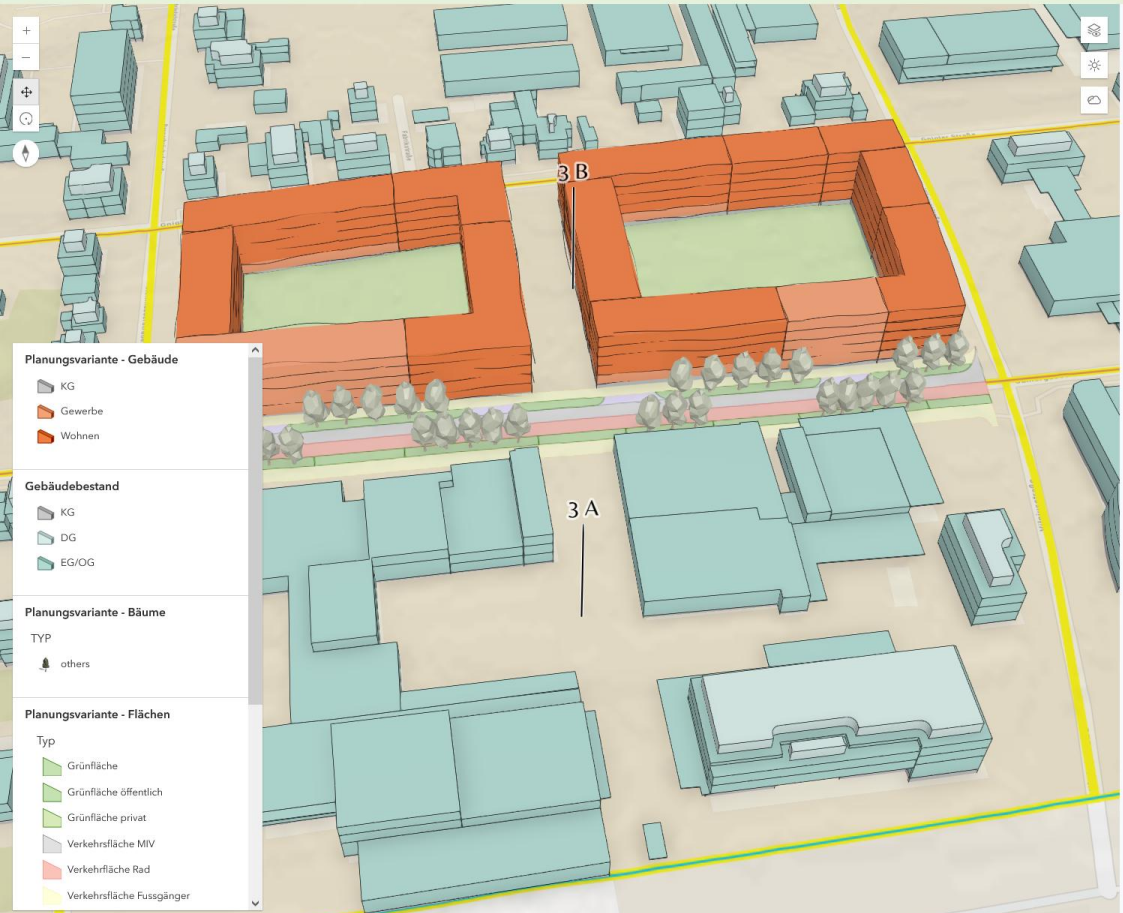 3 B
3 A
Planungsvariante - Gebäude
KG
Gewerbe
Wohnen
Gebäudebestand
KG
DG
EG/OG
Planungsvariante - Bäume
TYP
others
Planungsvariante - Flächen
Typ
Grünfläche
Grünfläche öffentlich
Grünfläche privat
Verkehrsfläche MIV
Verkehrfläche Rad
Verkehrsfläche Fussgänger